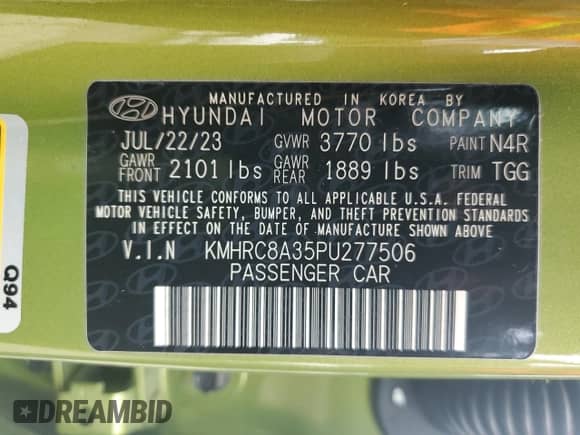 MANUFACTURED IN KOREA BY
HYUNDAI MOTOR COMPANY
JUL/22/23 GVWR 3770 lbs PAINT N4R
GAWR FRONT 2101 lbs GAWR REAR 1889 lbs TRIM TGG
THIS VEHICLE CONFORMS TO ALL APPLICABLE U.S.A. FEDERAL
MOTOR VEHICLE SAFETY, BUMPER, AND THEFT PREVENTION STANDARDS
IN EFFECT ON THE DATE OF MANUFACTURE SHOWN ABOVE.
V.I.N KMHRC8A35PU277506
PASSENGER CAR
Q94
DREAMBID